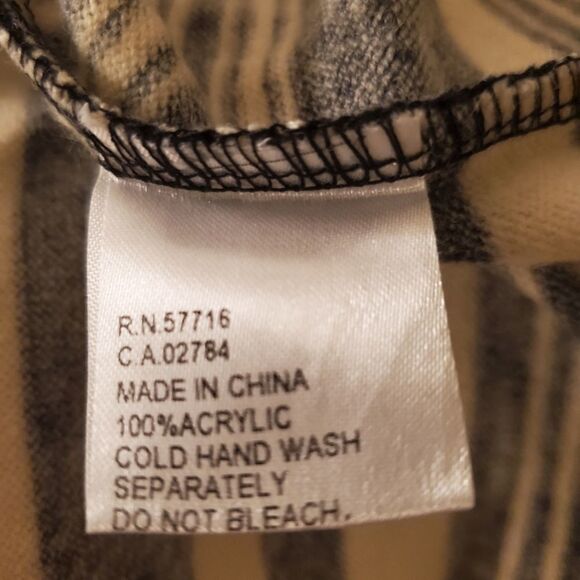 R.N.57716
C.A.02784
MADE IN CHINA
100%ACRYLIC
COLD HAND WASH
SEPARATELY
DO NOT BLEACH.